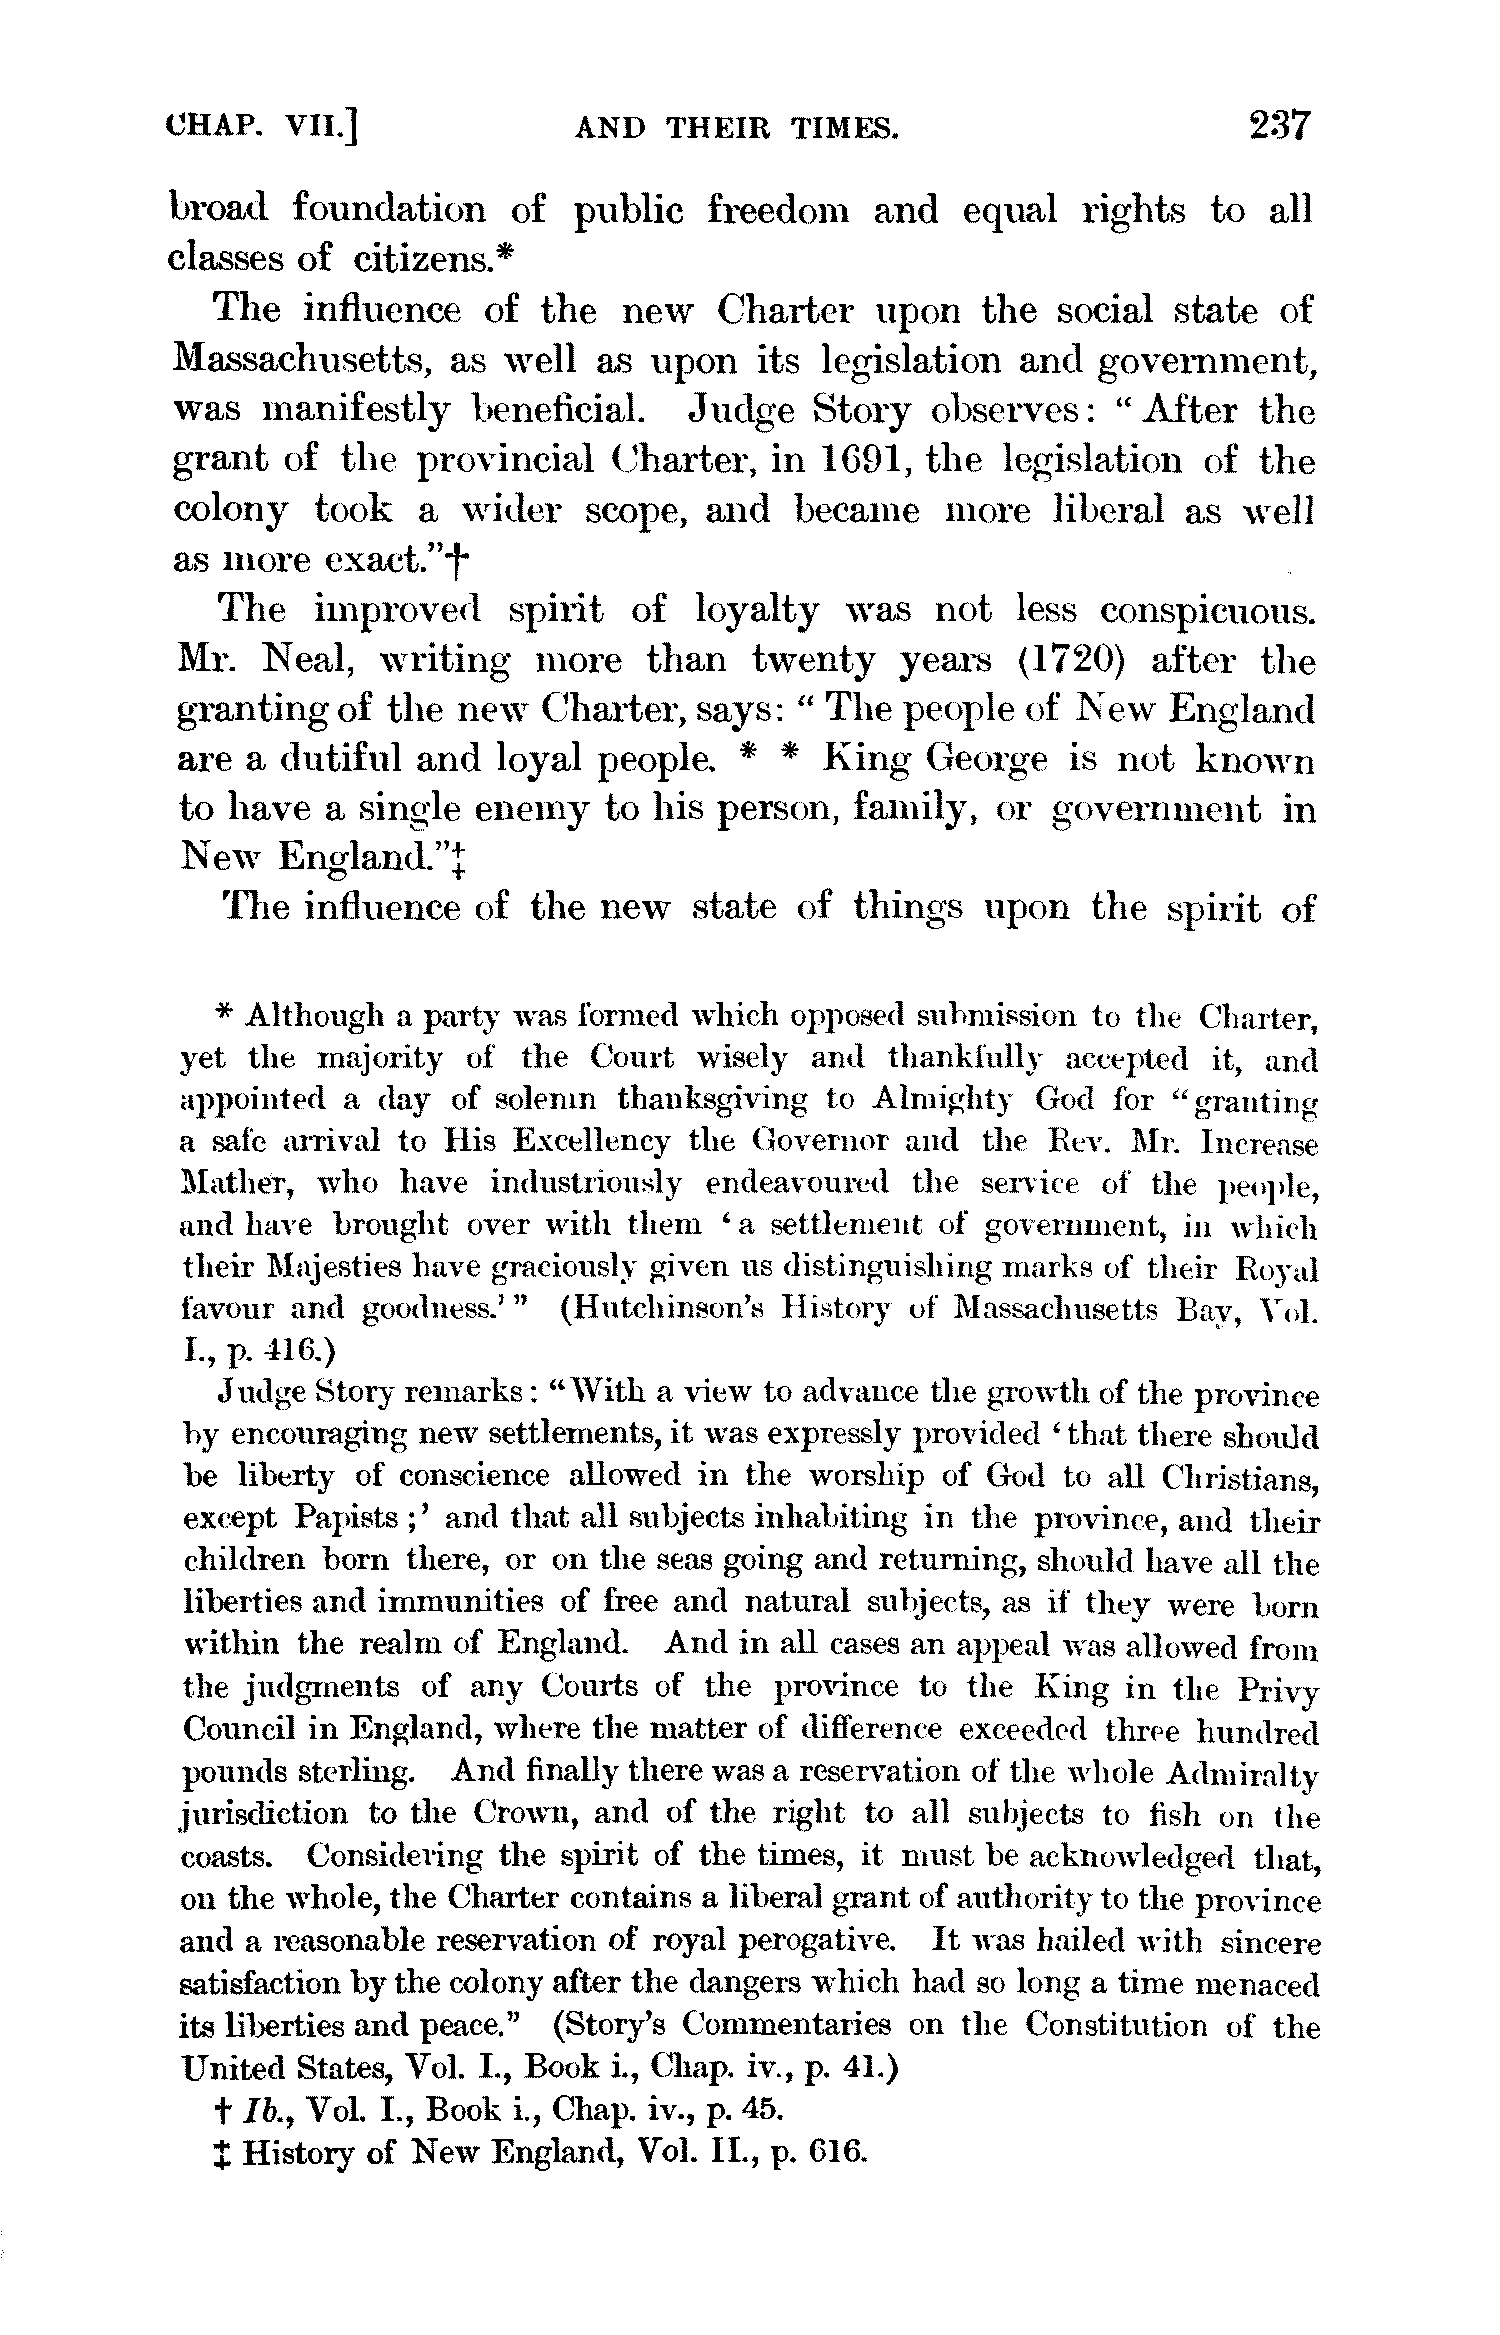 CHAP. VII.] AND THEIR TIMES. 237
broad foundation of public freedom and equal rights to all
classes of citizens.*
The influence of the new Charter upon the social state of
Massachusetts, as well as upon its legislation and government,
was manifestly beneficial. Judge Story observes: “After the
grant of the provincial Charter, in 1691, the legislation of the
colony took a wider scope, and became more liberal as well
as more exact.”†
The improved spirit of loyalty was not less conspicuous.
Mr. Neal, writing more than twenty years (1720) after the
granting of the new Charter, says: “The people of New England
are a dutiful and loyal people. * * King George is not known
to have a single enemy to his person, family, or government in
New England.”‡
The influence of the new state of things upon the spirit of
* Although a party was formed which opposed submission to the Charter,
yet the majority of the Court wisely and thankfully accepted it, and
appointed a day of solemn thanksgiving to Almighty God for “granting
a safe arrival to His Excellency the Governor and the Rev. Mr. Increase
Mather, who have industriously endeavoured the service of the people,
and have brought over with them ‘a settlement of government, in which
their Majesties have graciously given us distinguishing marks of their Royal
favour and goodness.’” (Hutchinson’s History of Massachusetts Bay, Vol.
I., p. 416.)
Judge Story remarks: “With a view to advance the growth of the province
by encouraging new settlements, it was expressly provided ‘that there should
be liberty of conscience allowed in the worship of God to all Christians,
except Papists;’ and that all subjects inhabiting in the province, and their
children born there, or on the seas going and returning, should have all the
liberties and immunities of free and natural subjects, as if they were born
within the realm of England. And in all cases an appeal was allowed from
the judgments of any Courts of the province to the King in the Privy
Council in England, where the matter of difference exceeded three hundred
pounds sterling. And finally there was a reservation of the whole Admiralty
jurisdiction to the Crown, and of the right to all subjects to fish on the
coasts. Considering the spirit of the times, it must be acknowledged that,
on the whole, the Charter contains a liberal grant of authority to the province
and a reasonable reservation of royal perogative. It was hailed with sincere
satisfaction by the colony after the dangers which had so long a time menaced
its liberties and peace.” (Story’s Commentaries on the Constitution of the
United States, Vol. I., Book i., Chap. iv., p. 41.)
† Ib., Vol. I., Book i., Chap. iv., p. 45.
‡ History of New England, Vol. II., p. 616.